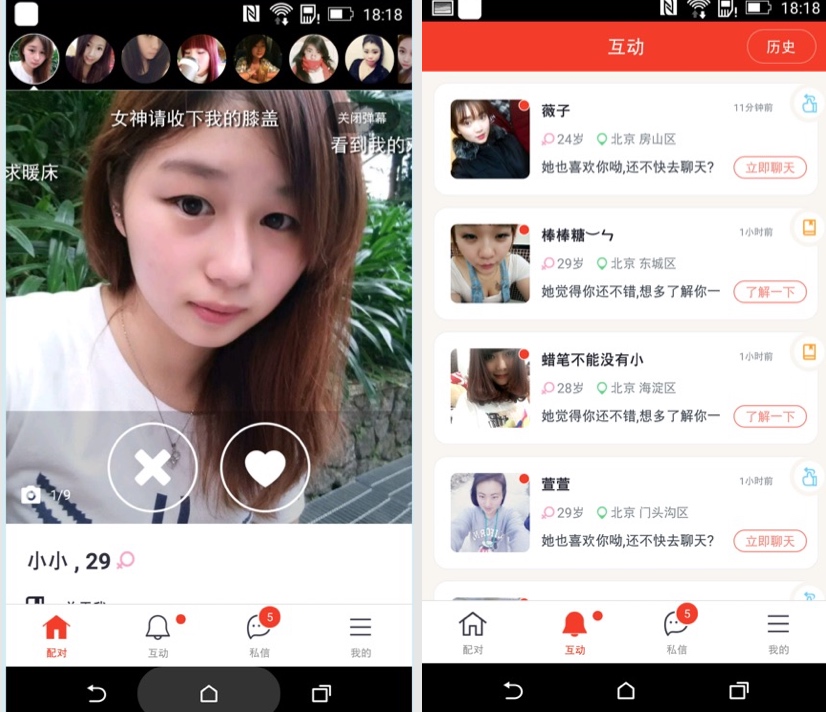 18:18
女神请收下我的膝盖
关闭弹幕
看到我的
求暖床
1/9
小小 , 29
配对
互动
5
私信
我的
18:18
互动
历史
薇子
11分钟前
24岁
北京 房山区
她也喜欢你呦,还不快去聊天?
立即聊天
棒棒糖︶ㄣ
1小时前
29岁
北京 东城区
她觉得你还不错,想多了解你一
了解一下
蜡笔不能没有小
1小时前
28岁
北京 海淀区
她觉得你还不错,想多了解你一
了解一下
萱萱
1小时前
29岁
北京 门头沟区
她也喜欢你呦,还不快去聊天?
立即聊天
配对
互动
5
私信
我的